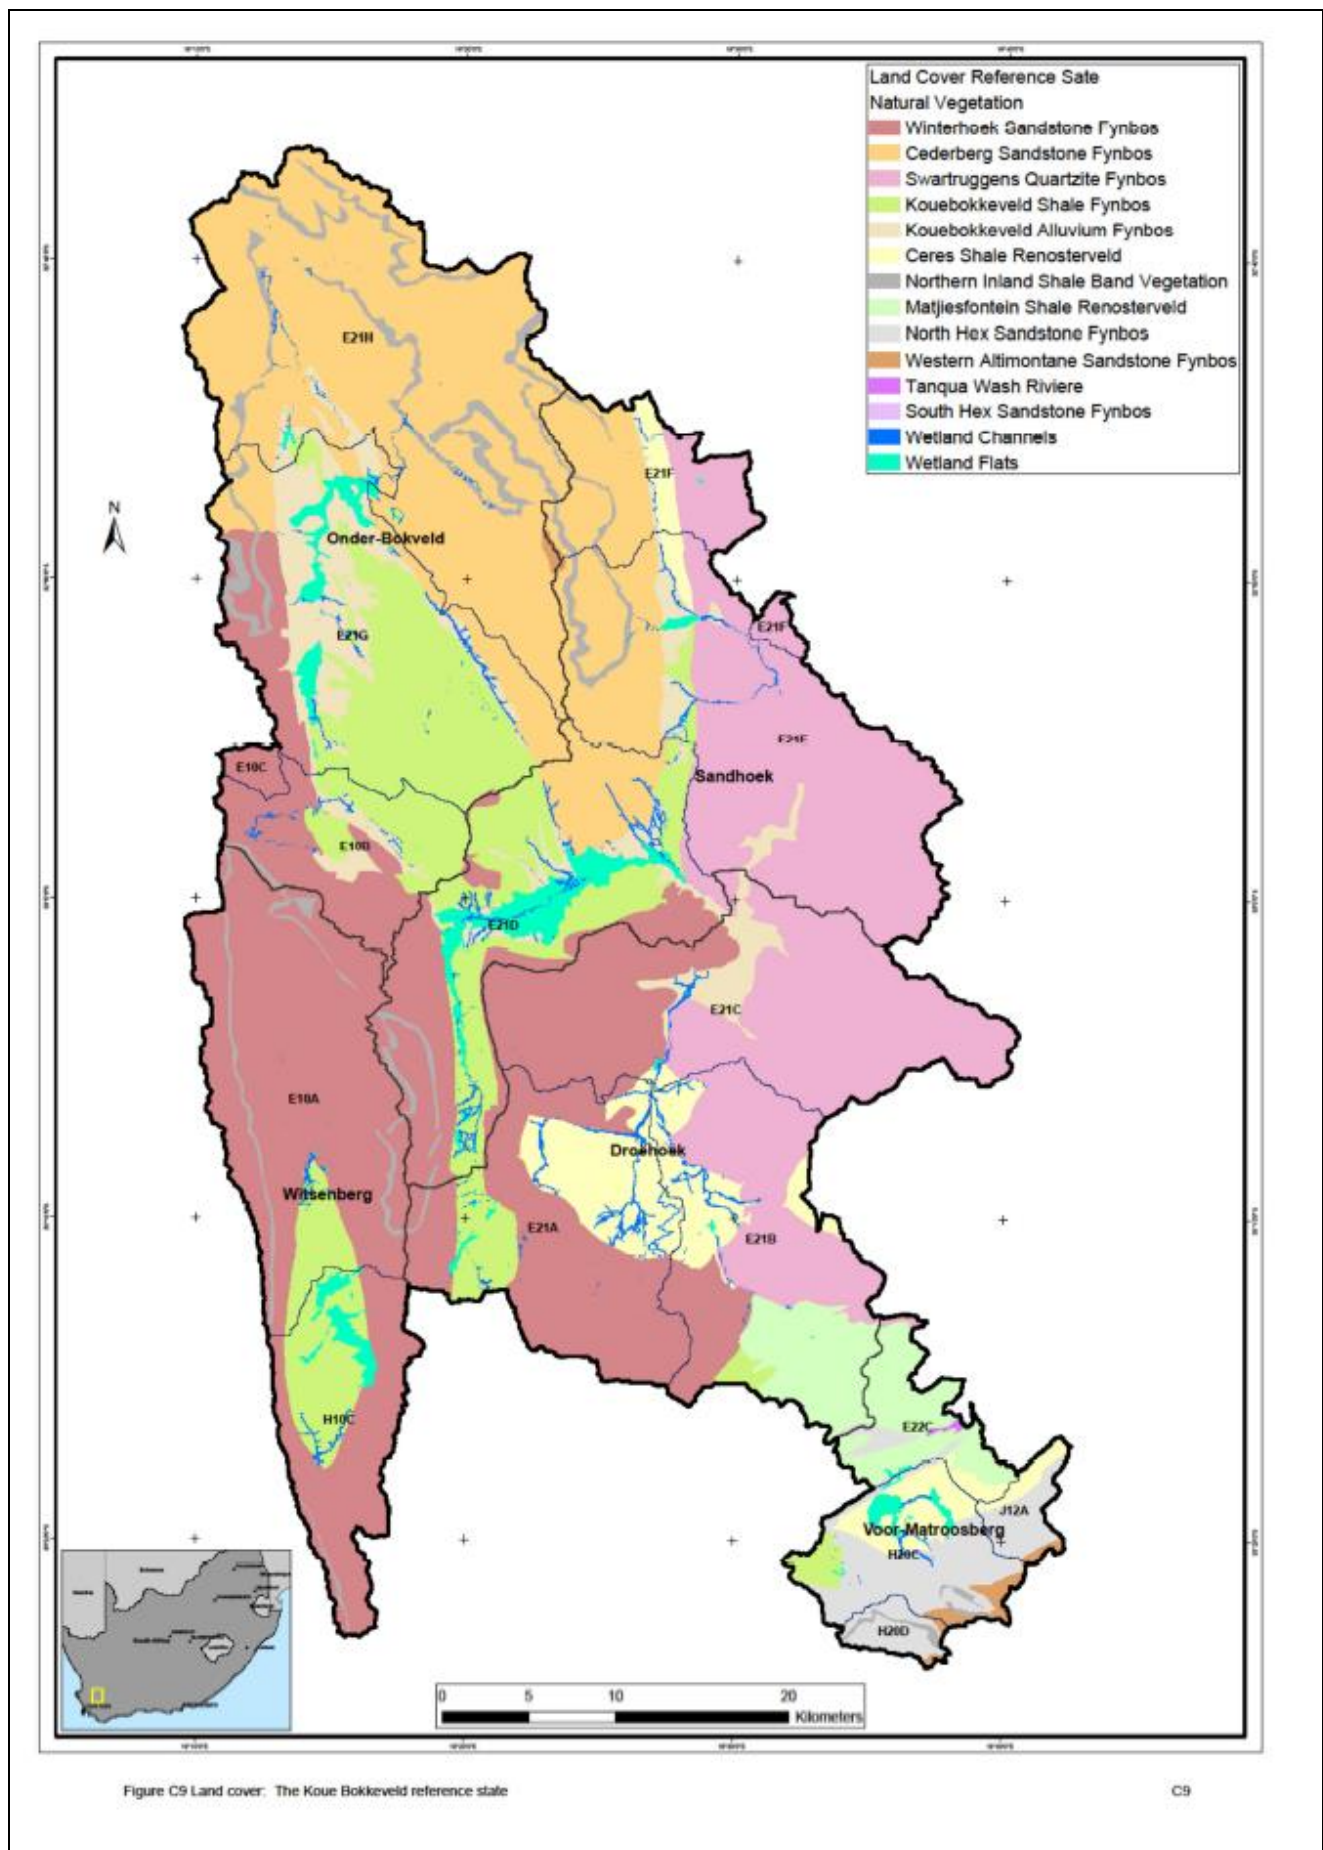 Land Cover Reference Sate
Natural Vegetation
Winterhoek Sandstone Fynbos
Cederberg Sandstone Fynbos
Swartruggens Quartzite Fynbos
Kouebokkeveld Shale Fynbos
Kouebokkeveld Alluvium Fynbos
Ceres Shale Renosterveld
Northern Inland Shale Band Vegetation
Matjiesfontein Shale Renosterveld
North Hex Sandstone Fynbos
Western Altimontane Sandstone Fynbos
Tanqua Wash Riviere
South Hex Sandstone Fynbos
Wetland Channels
Wetland Flats
E21H
E21F
N
Onder-Bokveld
E21F
E21G
E10C
Sandhoek
E10B
E21D
E21C
E10A
Droehoek
Witsenberg
E21A
E21B
H10C
E22C
J12A
Voor-Matroosberg
H20C
H20D
0 5 10 20
Kilometers
Figure C9 Land cover: The Koue Bokkeveld reference state
C9